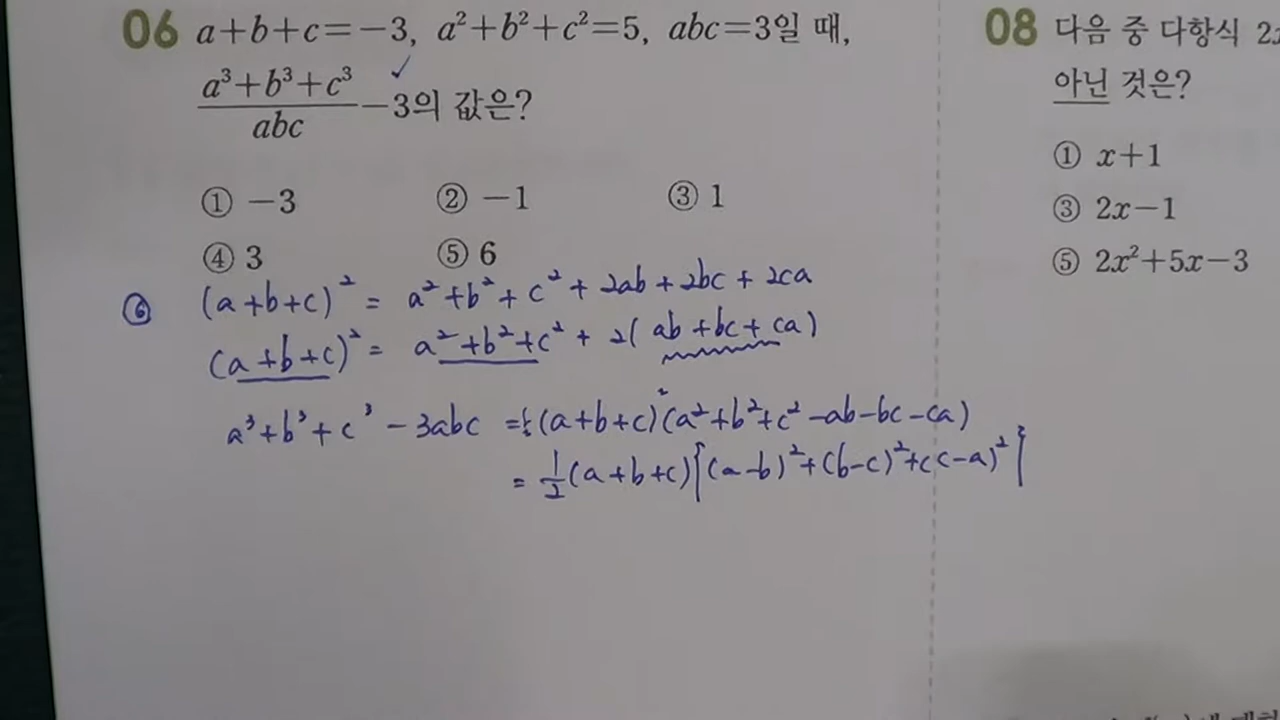 06 a+b+c=-3, a²+b²+c²=5, abc=3일 때,
a³+b³+c³ / abc -3의 값은?
① -3 ② -1 ③ 1
④ 3 ⑤ 6
⑥ (a+b+c)² = a²+b²+c²+2ab+2bc+2ca
(a+b+c)² = a²+b²+c²+2(ab+bc+ca)
a³+b³+c³-3abc = ½(a+b+c)(a²+b²+c²-ab-bc-ca)
= ½(a+b+c){(a-b)²+(b-c)²+(c-a)²}
08 다음 중 다항식
아닌 것은?
① x+1
③ 2x-1
⑤ 2x²+5x-3